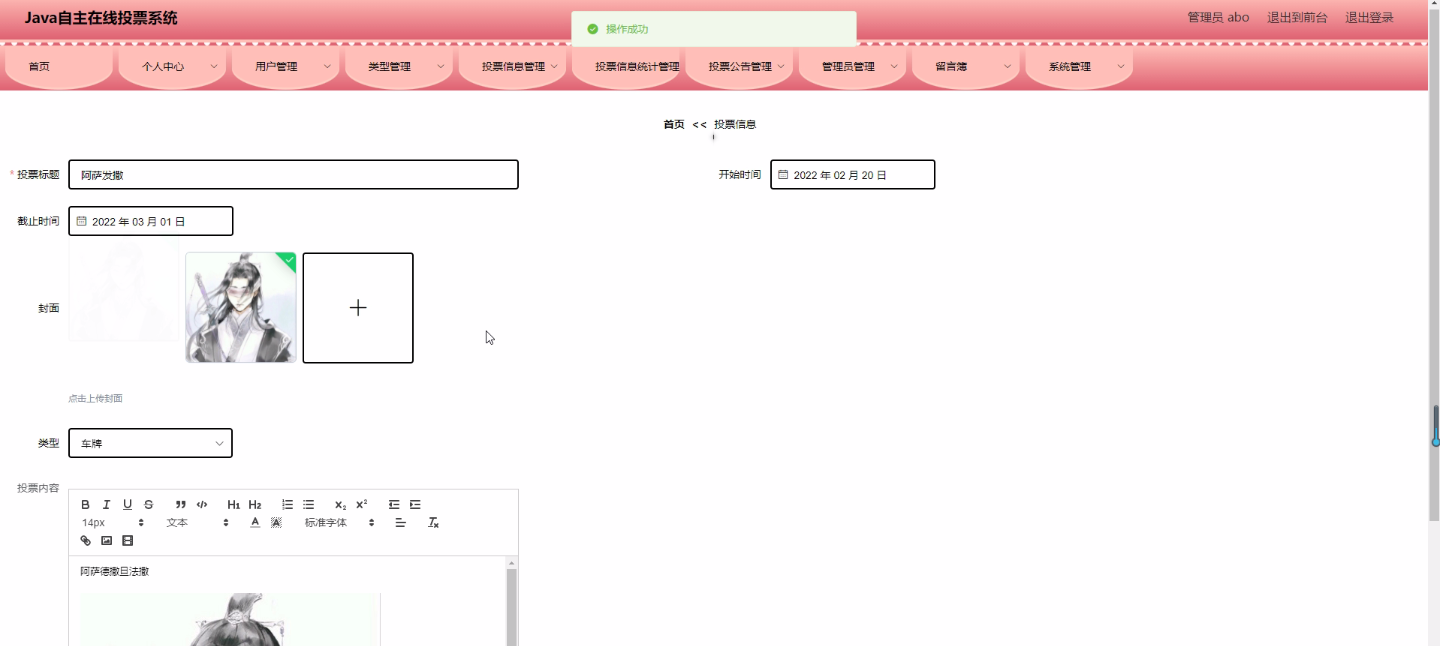 Java自主在线投票系统
操作成功
管理员 abo 退出到前台 退出登录
首页 个人中心 用户管理 类型管理 投票信息管理 投票信息统计管理 投票公告管理 管理员管理 留言簿 系统管理
首页 << 投票信息
* 投票标题 阿萨发撒 开始时间 2022 年 02 月 20 日
截止时间 2022 年 03 月 01 日
封面
点击上传封面
类型 车牌
投票内容
B I U S H1 H2 X2 X2
14px 文本 A A 标准字体 Tx
阿萨德撒旦法撒